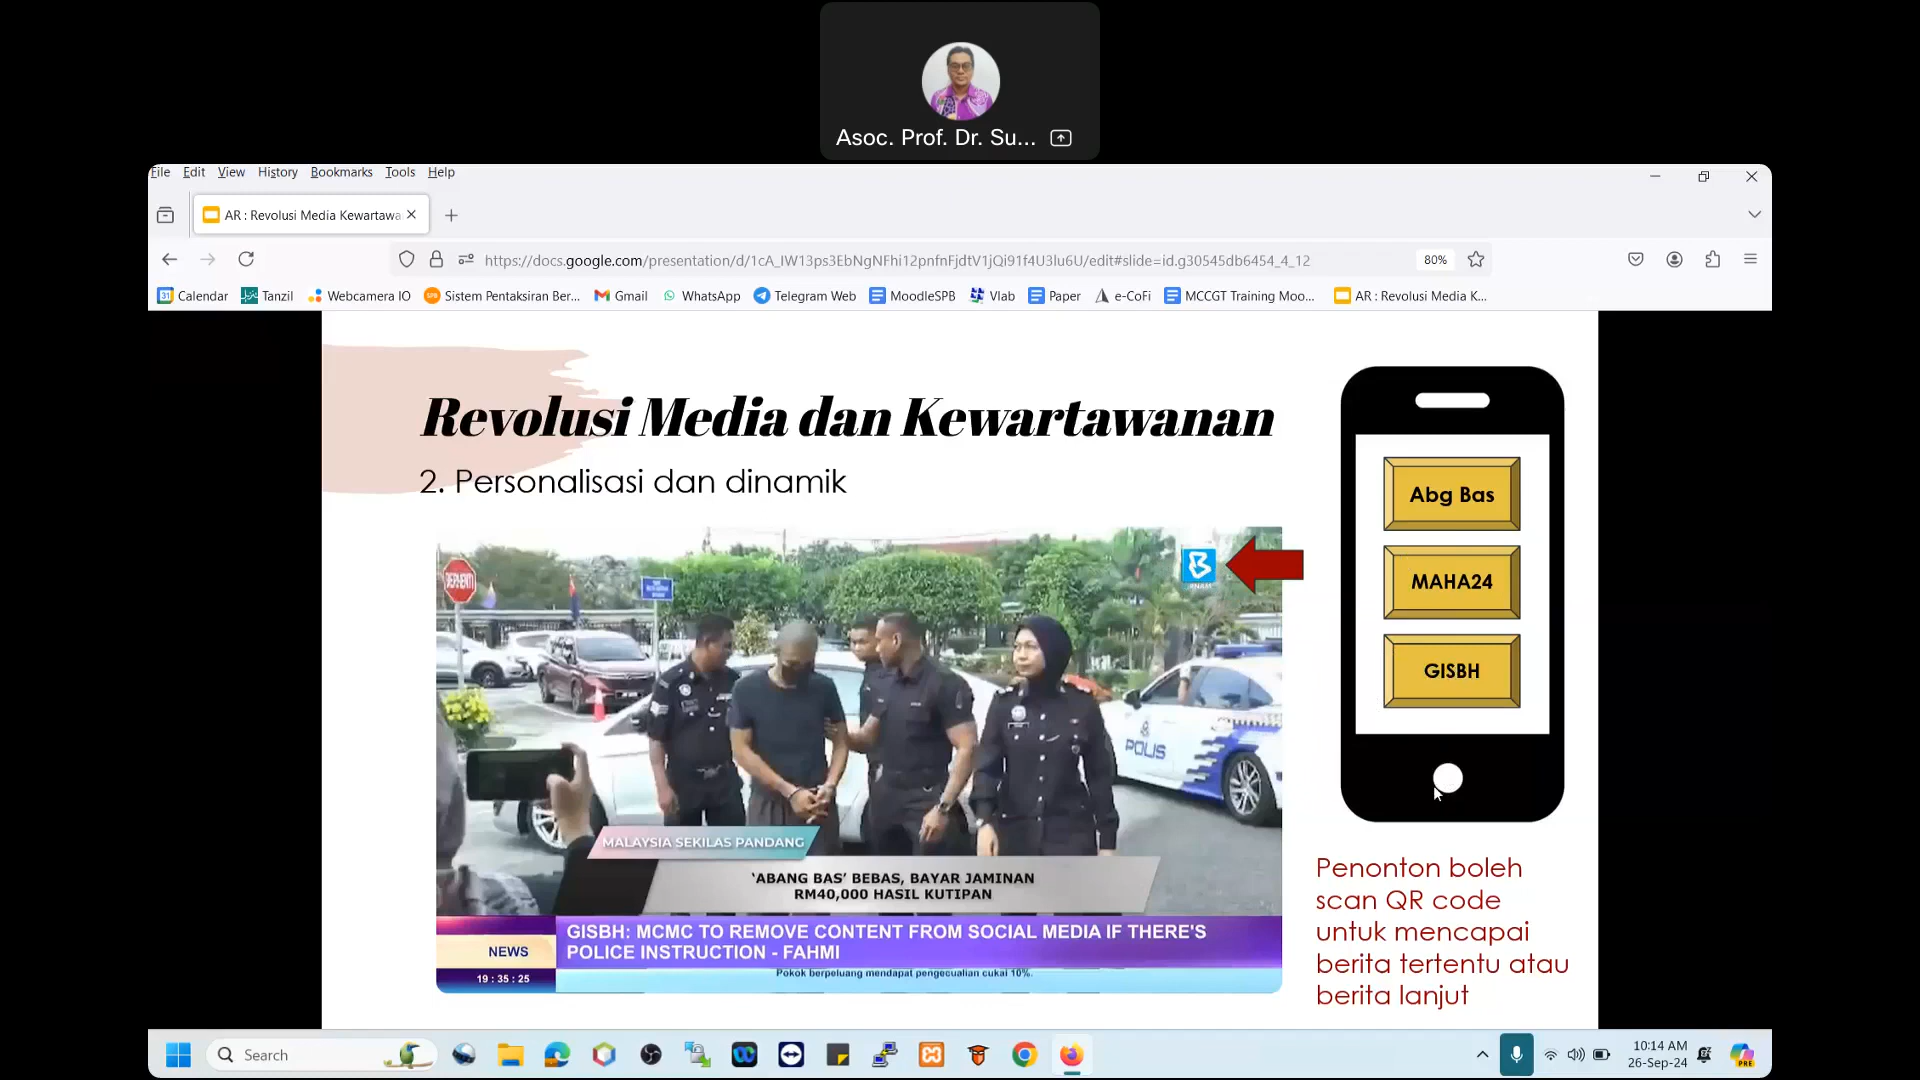 Asoc. Prof. Dr. Su...
File Edit View History Bookmarks Tools Help
AR : Revolusi Media Kewartawa
https://docs.google.com/presentation/d/1cA_IW13ps3EbNgNFhi12pnfnFjdtV1jQi91f4U3lu6U/edit#slide=id.g30545db6454_4_12
80%
Calendar Tanzil Webcamera IO Sistem Pentaksiran Ber... Gmail WhatsApp Telegram Web MoodleSPB Vlab Paper e-CoFi MCCGT Training Moo... AR : Revolusi Media K...
Revolusi Media dan Kewartawanan
2. Personalisasi dan dinamik
BERHENTI
POLIS
MALAYSIA SEKILAS PANDANG
'ABANG BAS' BEBAS, BAYAR JAMINAN
RM40,000 HASIL KUTIPAN
NEWS
GISBH: MCMC TO REMOVE CONTENT FROM SOCIAL MEDIA IF THERE'S
POLICE INSTRUCTION - FAHMI
19 : 35 : 25
Pokok berpeluang mendapat pengecualian cukai 10%.
Abg Bas
MAHA24
GISBH
Penonton boleh
scan QR code
untuk mencapai
berita tertentu atau
berita lanjut
Search
10:14 AM
26-Sep-24
PRE